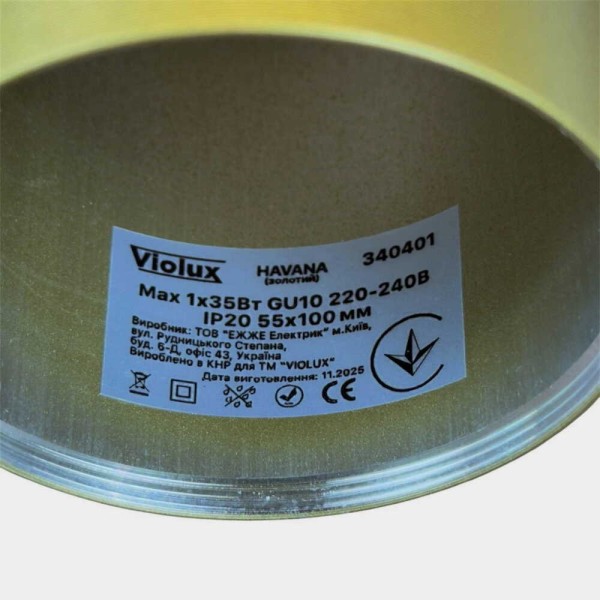 Violux
HAVANA
(золотий)
340401
Max 1x35Вт GU10 220-240В
IP20 55x100 мм
Виробник: ТОВ "ЕЖЖЕ Електрик" м.Київ,
вул. Рудницького Степана,
буд. 6-Д, офіс 43, Україна
Вироблено в КНР для ТМ "VIOLUX"
Дата виготовлення: 11.2025
CE